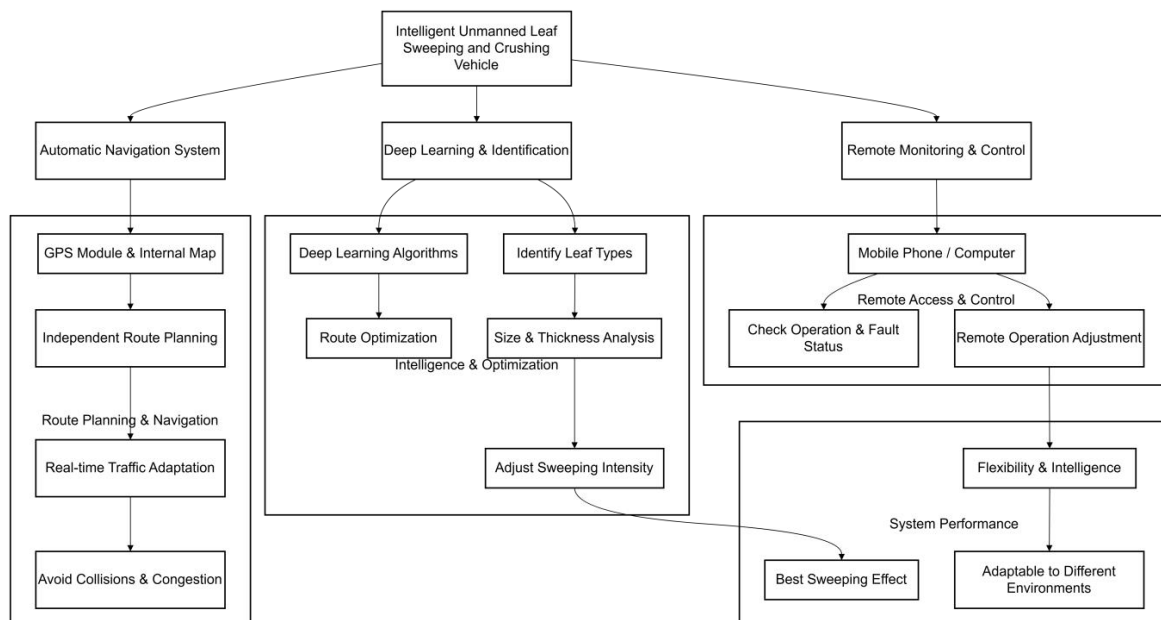 Intelligent Unmanned Leaf
Sweeping and Crushing
Vehicle
Automatic Navigation System
Deep Learning & Identification
Remote Monitoring & Control
GPS Module & Internal Map
Deep Learning Algorithms
Identify Leaf Types
Mobile Phone / Computer
Remote Access & Control
Independent Route Planning
Route Optimization
Size & Thickness Analysis
Check Operation & Fault
Status
Remote Operation Adjustment
Intelligence & Optimization
Route Planning & Navigation
Real-time Traffic Adaptation
Adjust Sweeping Intensity
Flexibility & Intelligence
System Performance
Avoid Collisions & Congestion
Best Sweeping Effect
Adaptable to Different
Environments